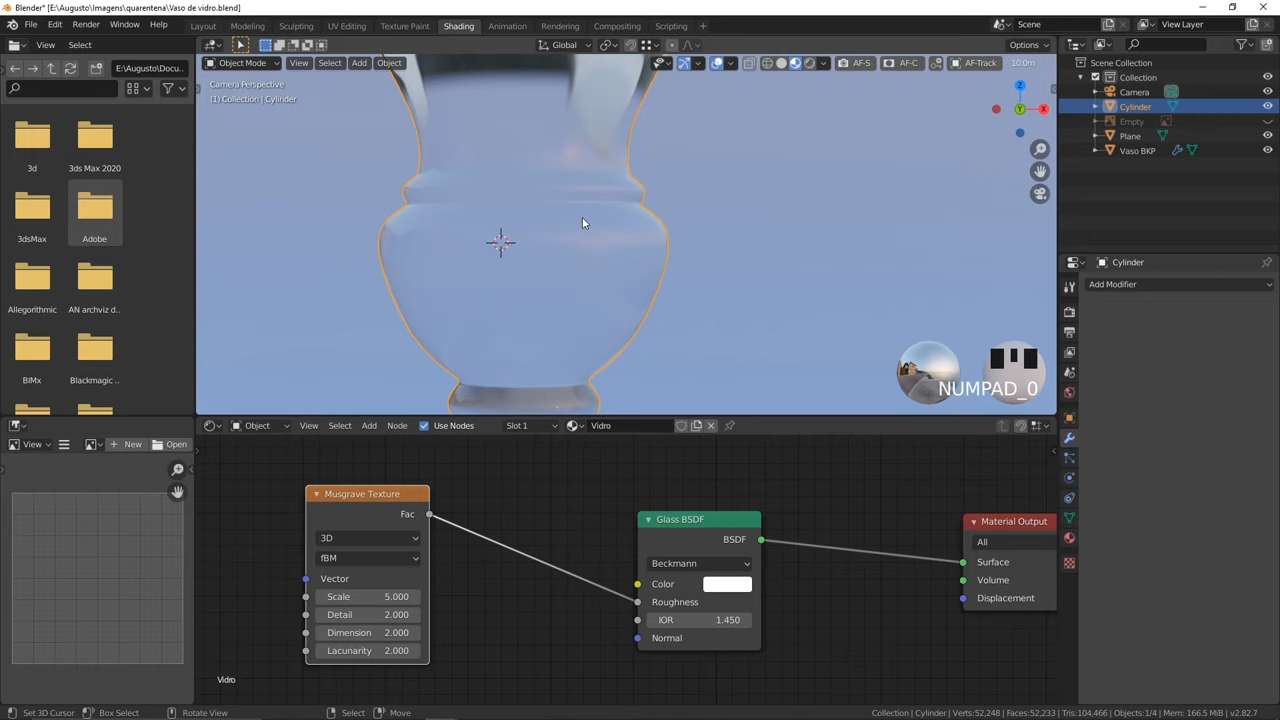 Blender* [E:\Augusto\Imagens\quarentena\Vaso de vidro.blend]
File Edit Render Window Help
Layout Modeling Sculpting UV Editing Texture Paint Shading Animation Rendering Compositing Scripting +
Scene
View Layer
View Select
Global
Options
E:\Augusto\Docu...
Object Mode View Select Add Object
AF-S AF-C AF-Track 10.0m
Camera Perspective
(1) Collection | Cylinder
Z
Y
X
3d
3ds Max 2020
3dsMax
Adobe
Allegorithmic
AN archviz d..
BIMx
Blackmagic ..
Scene Collection
Collection
Camera
Cylinder
Empty
Plane
Vaso BKP
Cylinder
Add Modifier
NUMPAD_0
View
New
Open
Object View Select Add Node Use Nodes Slot 1 Vidro
Musgrave Texture
Fac
3D
fBM
Vector
Scale 5.000
Detail 2.000
Dimension 2.000
Lacunarity 2.000
Glass BSDF
BSDF
Beckmann
Color
Roughness
IOR 1.450
Normal
Material Output
All
Surface
Volume
Displacement
Vidro
Set 3D Cursor Box Select Rotate View Select Move
Collection | Cylinder | Verts:52,248 | Faces:52,233 | Tris:104,466 | Objects:1/4 | Mem: 166.5 MiB | v2.82.7